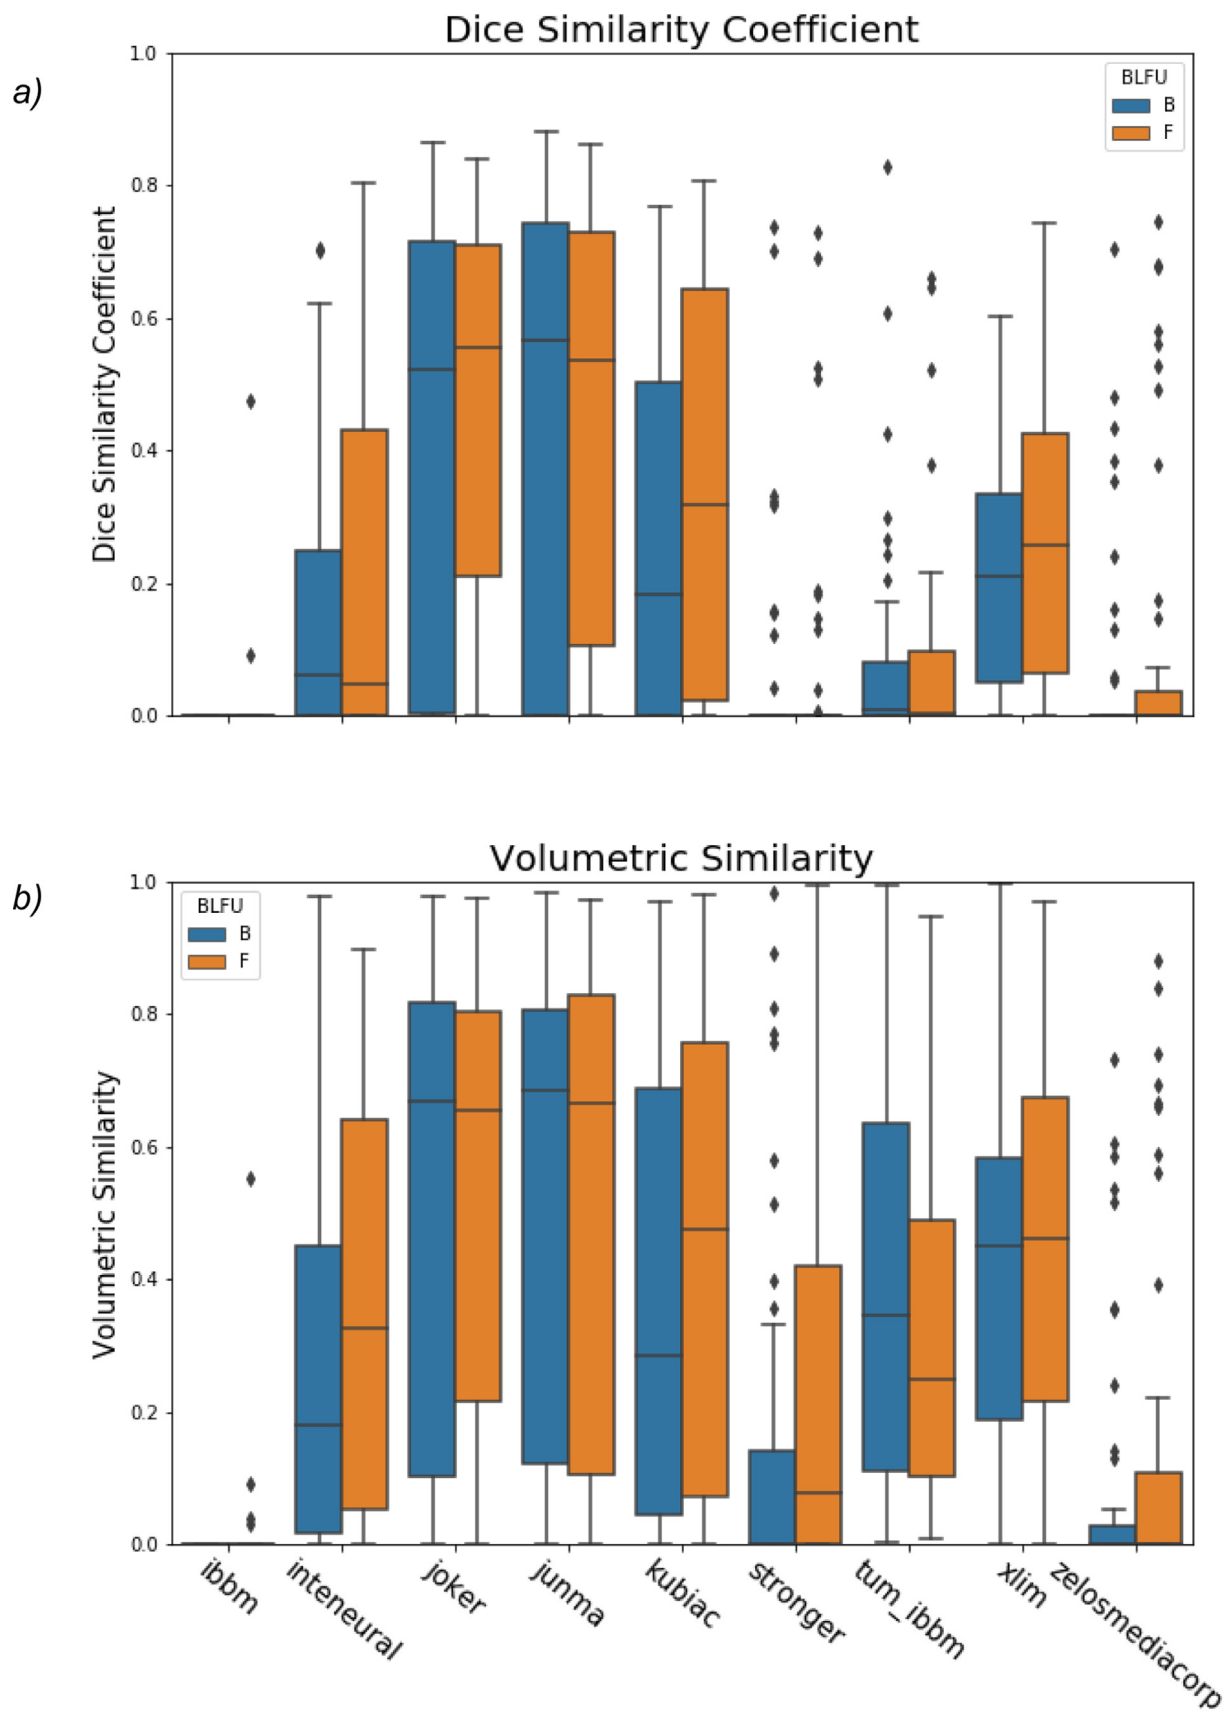 Dice Similarity Coefficient
a)
1.0
0.8
0.6
0.4
0.2
0.0
Dice Similarity Coefficient
BLFU
B
F
Volumetric Similarity
b)
1.0
0.8
0.6
0.4
0.2
0.0
Volumetric Similarity
BLFU
B
F
ibbm
inteneural
joker
junma
kubiac
stronger
tum_ibbm
xlim
zelosmediacorp